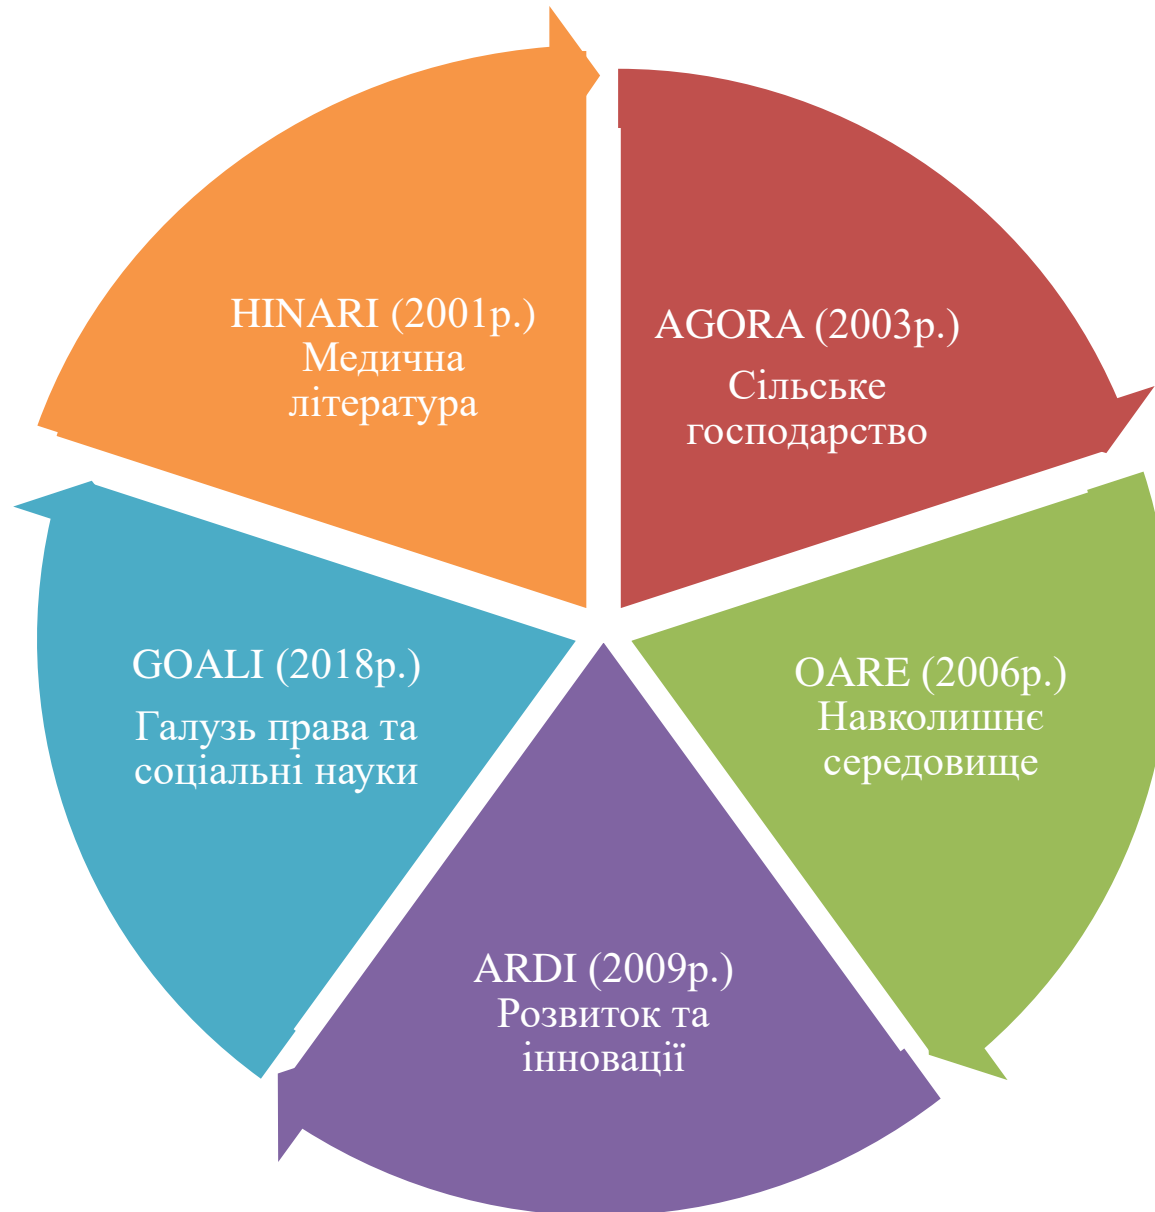 HINARI (2001р.)
Медична
література
AGORA (2003р.)
Сільське
господарство
OARE (2006р.)
Навколишнє
середовище
ARDI (2009р.)
Розвиток та
інновації
GOALI (2018р.)
Галузь права та
соціальні науки